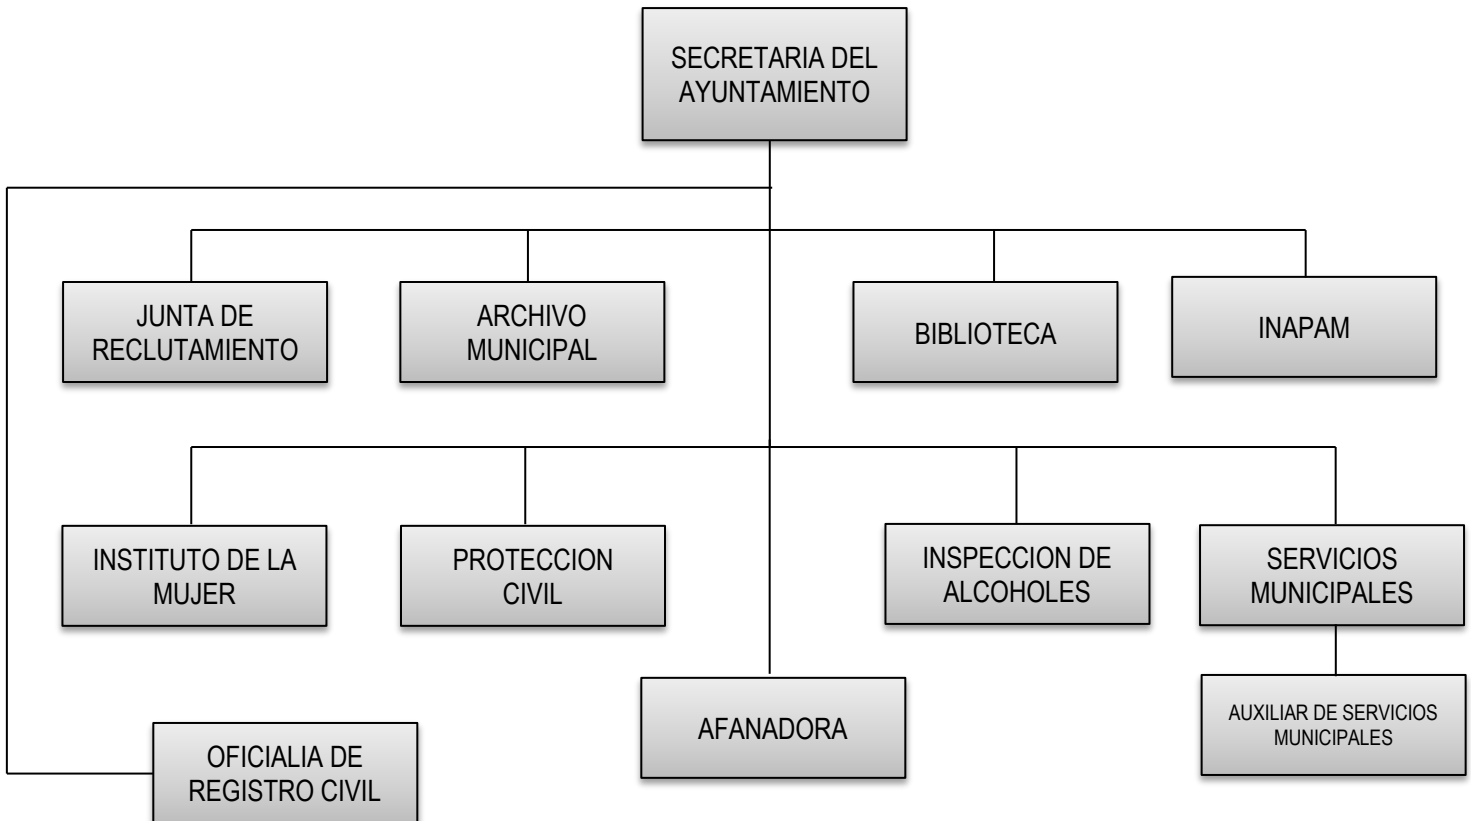 SECRETARIA DEL
AYUNTAMIENTO
JUNTA DE
RECLUTAMIENTO
ARCHIVO
MUNICIPAL
BIBLIOTECA
INAPAM
INSTITUTO DE LA
MUJER
PROTECCION
CIVIL
INSPECCION DE
ALCOHOLES
SERVICIOS
MUNICIPALES
OFICIALIA DE
REGISTRO CIVIL
AFANADORA
AUXILIAR DE SERVICIOS
MUNICIPALES